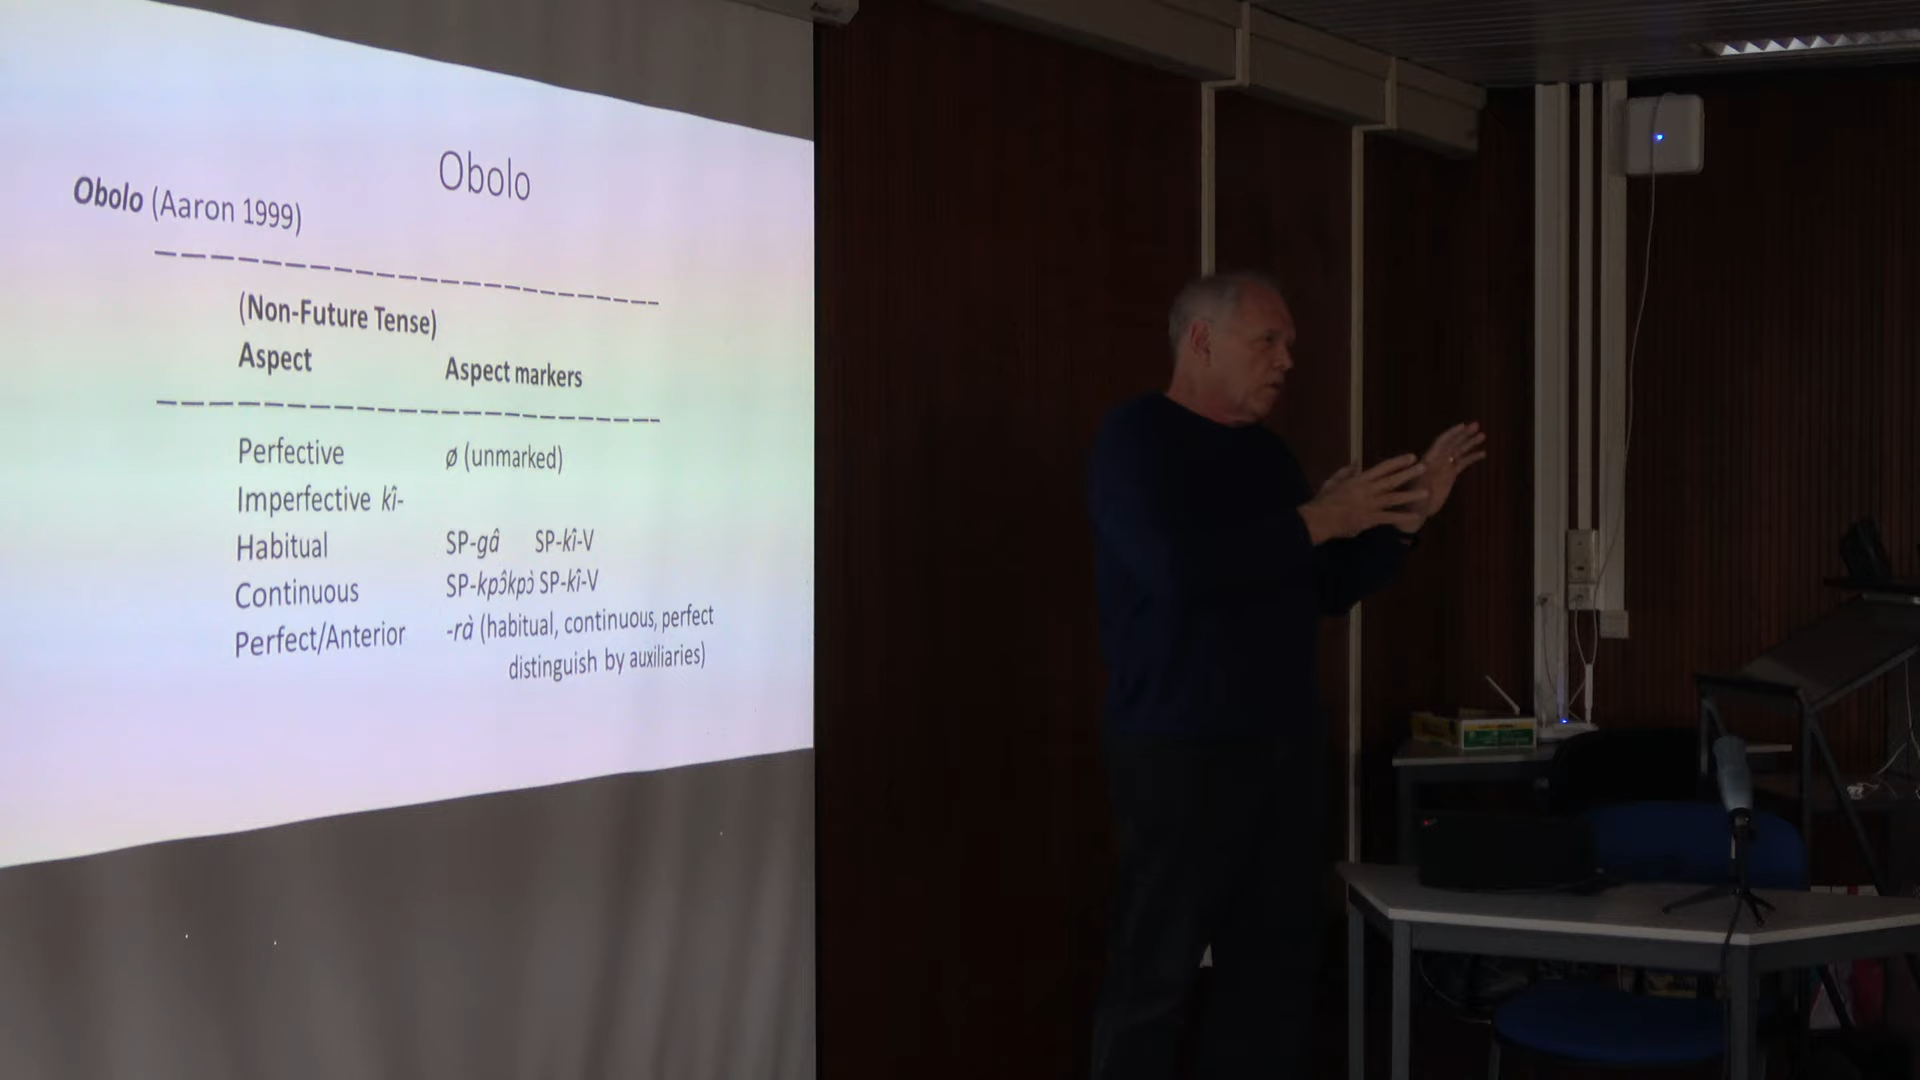 Obolo
Obolo (Aaron 1999)
(Non-Future Tense)
Aspect Aspect markers
Perfective ø (unmarked)
Imperfective kî-
Habitual SP-gâ SP-kî-V
Continuous SP-kpɔ̂kpɔ̀ SP-kî-V
Perfect/Anterior -rà (habitual, continuous, perfect
distinguish by auxiliaries)